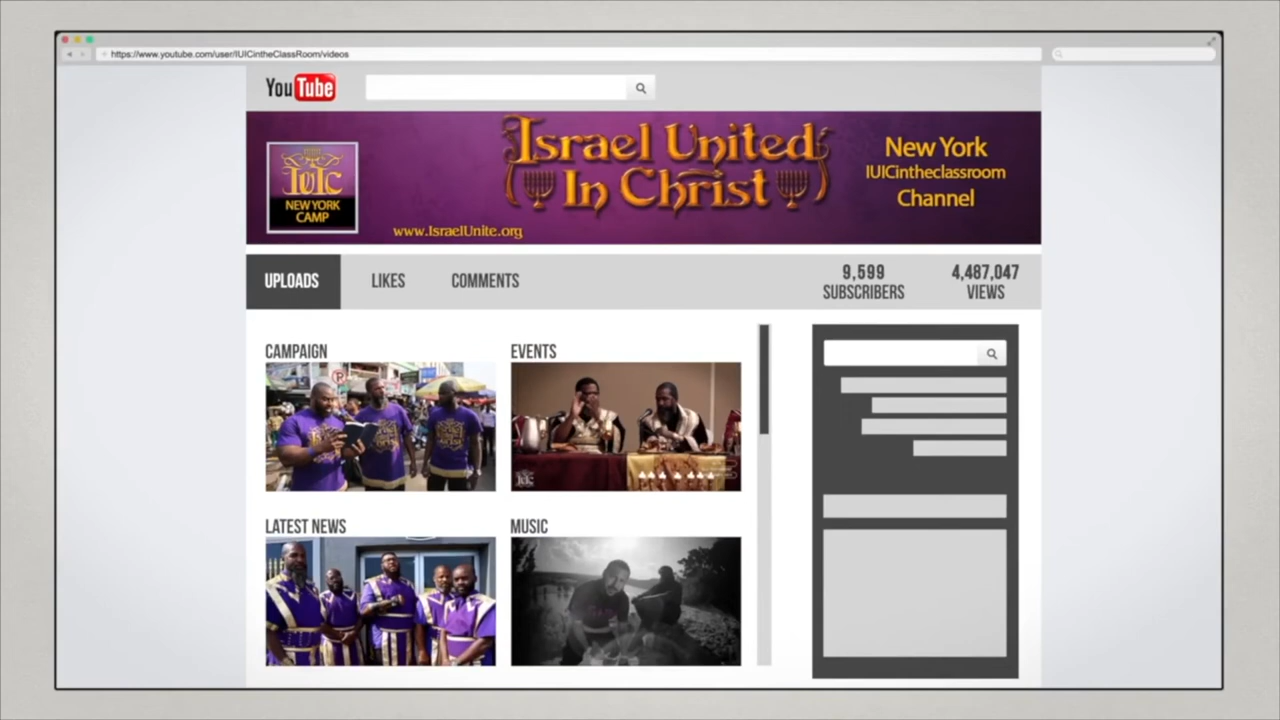 https://www.youtube.com/user/IUICintheClassRoom/videos
YouTube
IUIC
NEW YORK
CAMP
www.IsraelUnite.org
Israel United
In Christ
New York
IUICintheclassroom
Channel
UPLOADS
LIKES
COMMENTS
9,599
SUBSCRIBERS
4,487,047
VIEWS
CAMPAIGN
EVENTS
IUIC
LATEST NEWS
MUSIC